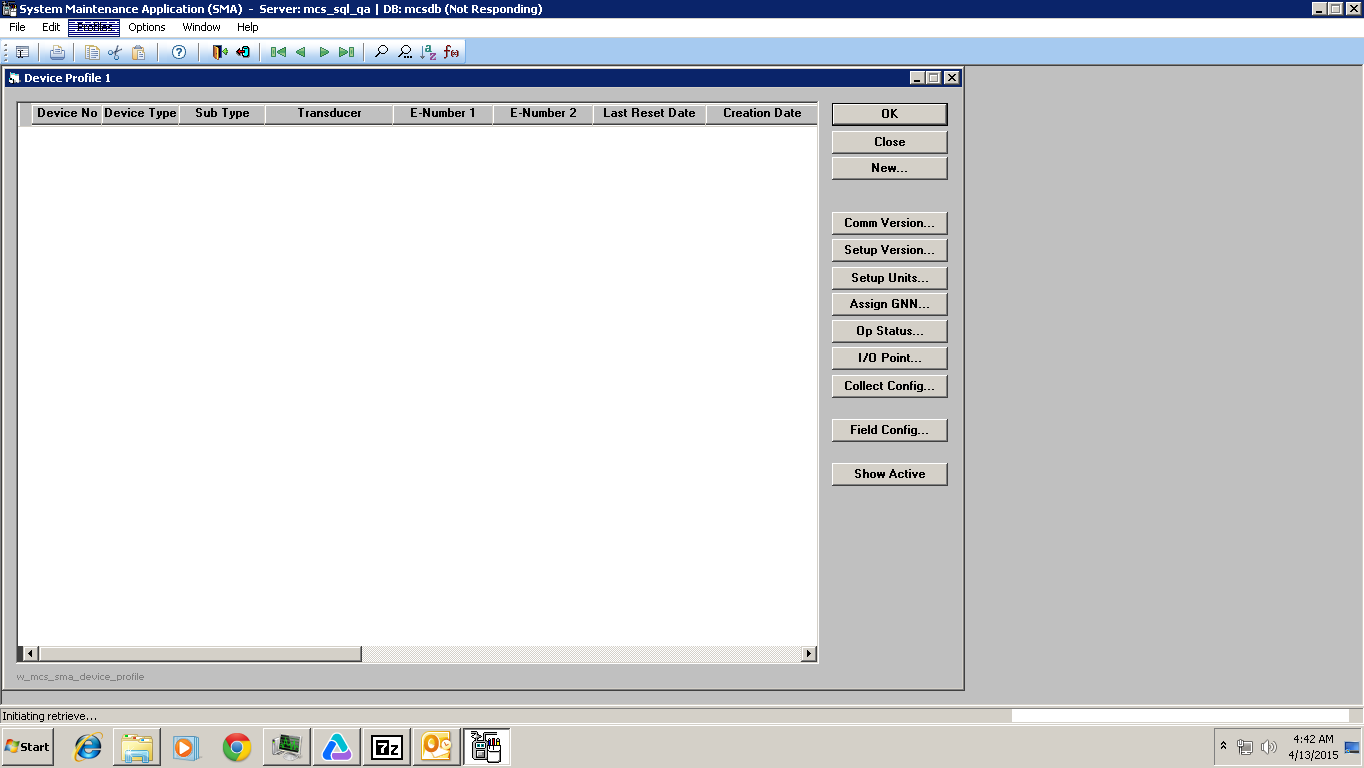 System Maintenance Application (SMA) - Server: mcs_sql_qa | DB: mcsdb (Not Responding)
File Edit Profiles Options Window Help
Device Profile 1
Device No Device Type Sub Type Transducer E-Number 1 E-Number 2 Last Reset Date Creation Date
OK
Close
New...
Comm Version...
Setup Version...
Setup Units...
Assign GNN...
Op Status...
I/O Point...
Collect Config...
Field Config...
Show Active
w_mcs_sma_device_profile
Initiating retrieve...
Start
7z
4:42 AM
4/13/2015